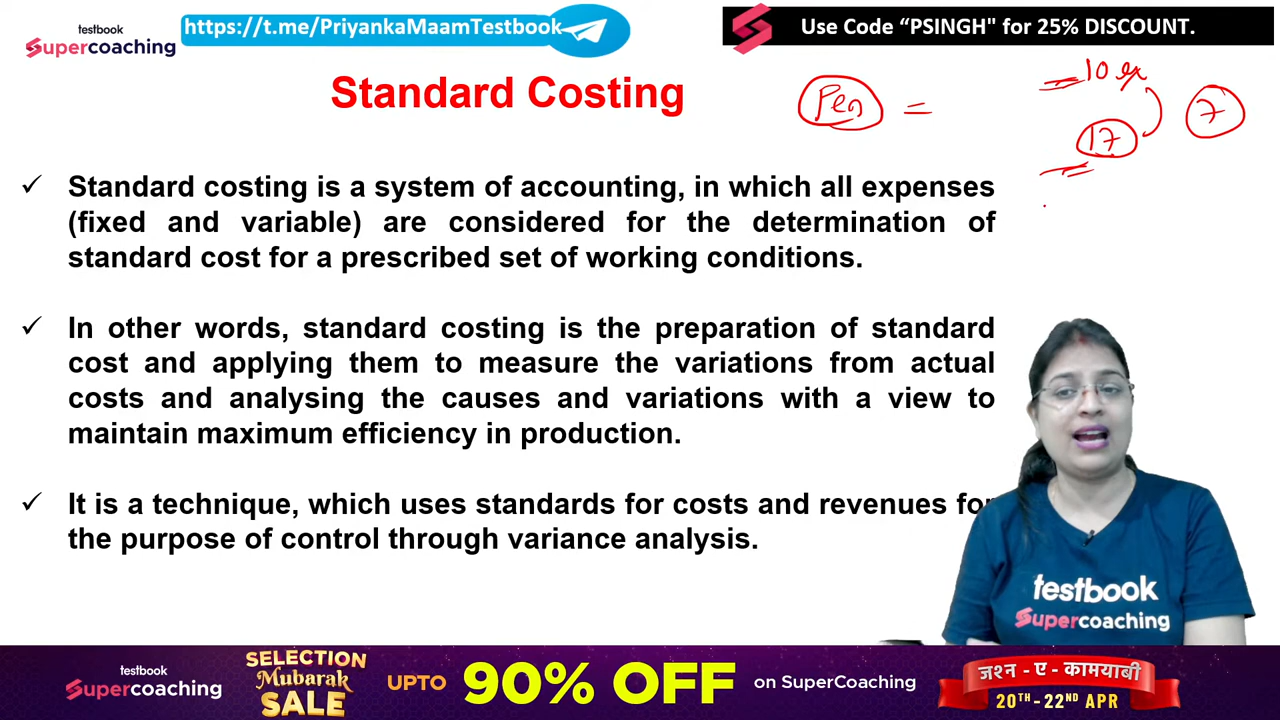 testbook
Supercoaching
https://t.me/PriyankaMaamTestbook
Use Code “PSINGH" for 25% DISCOUNT.
Standard Costing
Pen =
10
17
7
✓ Standard costing is a system of accounting, in which all expenses
(fixed and variable) are considered for the determination of
standard cost for a prescribed set of working conditions.
✓ In other words, standard costing is the preparation of standard
cost and applying them to measure the variations from actual
costs and analysing the causes and variations with a view to
maintain maximum efficiency in production.
✓ It is a technique, which uses standards for costs and revenues for
the purpose of control through variance analysis.
testbook
Supercoaching
testbook
Supercoaching
SELECTION
Mubarak
SALE
UPTO 90% OFF on SuperCoaching
जश्न - ए - कामयाबी
20TH -22ND APR